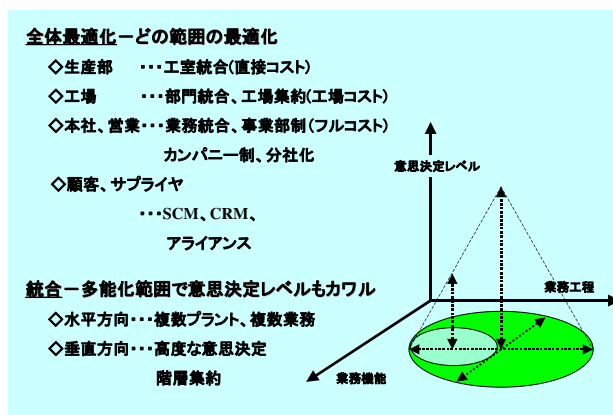 全体最適化－どの範囲の最適化
◇生産部　・・・工室統合(直接コスト)
◇工場　・・・部門統合、工場集約(工場コスト)
◇本社、営業・・・業務統合、事業部制(フルコスト)
カンパニー制、分社化
◇顧客、サプライヤ
・・・SCM、CRM、
アライアンス
統合－多能化範囲で意思決定レベルもカワル
◇水平方向・・・複数プラント、複数業務
◇垂直方向・・・高度な意思決定
階層集約
意思決定レベル
業務工程
業務機能